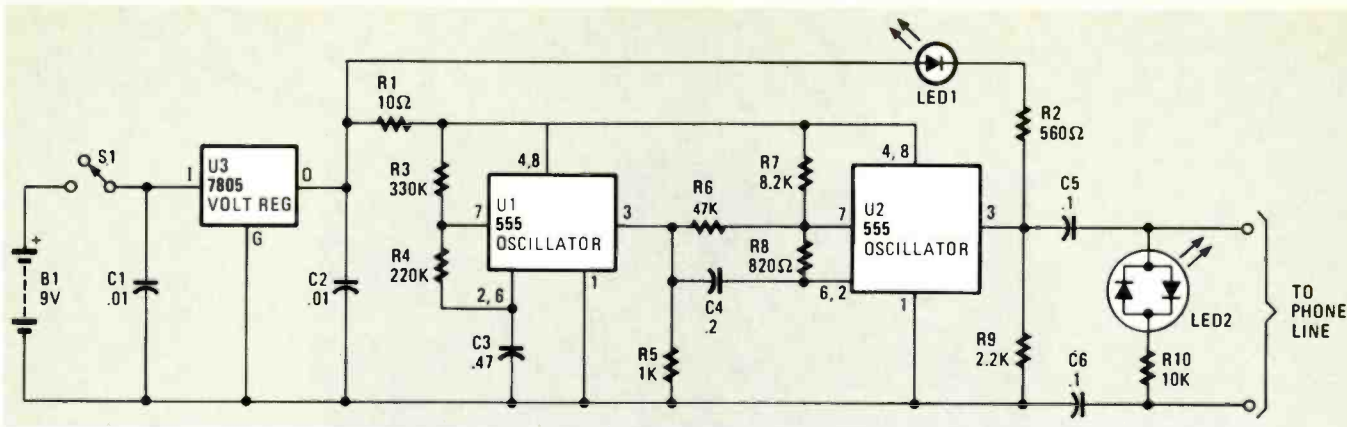 S1
B1
9V
C1
.01
I
U3
7805
VOLT REG
O
G
C2
.01
R1
10Ω
R3
330K
R4
220K
4,8
7
U1
555
OSCILLATOR
3
2,6
1
C3
.47
R5
1K
R6
47K
C4
.2
R7
8.2K
R8
820Ω
4,8
7
U2
555
OSCILLATOR
3
6,2
1
LED1
R2
560Ω
R9
2.2K
C5
.1
C6
.1
LED2
R10
10K
TO
PHONE
LINE